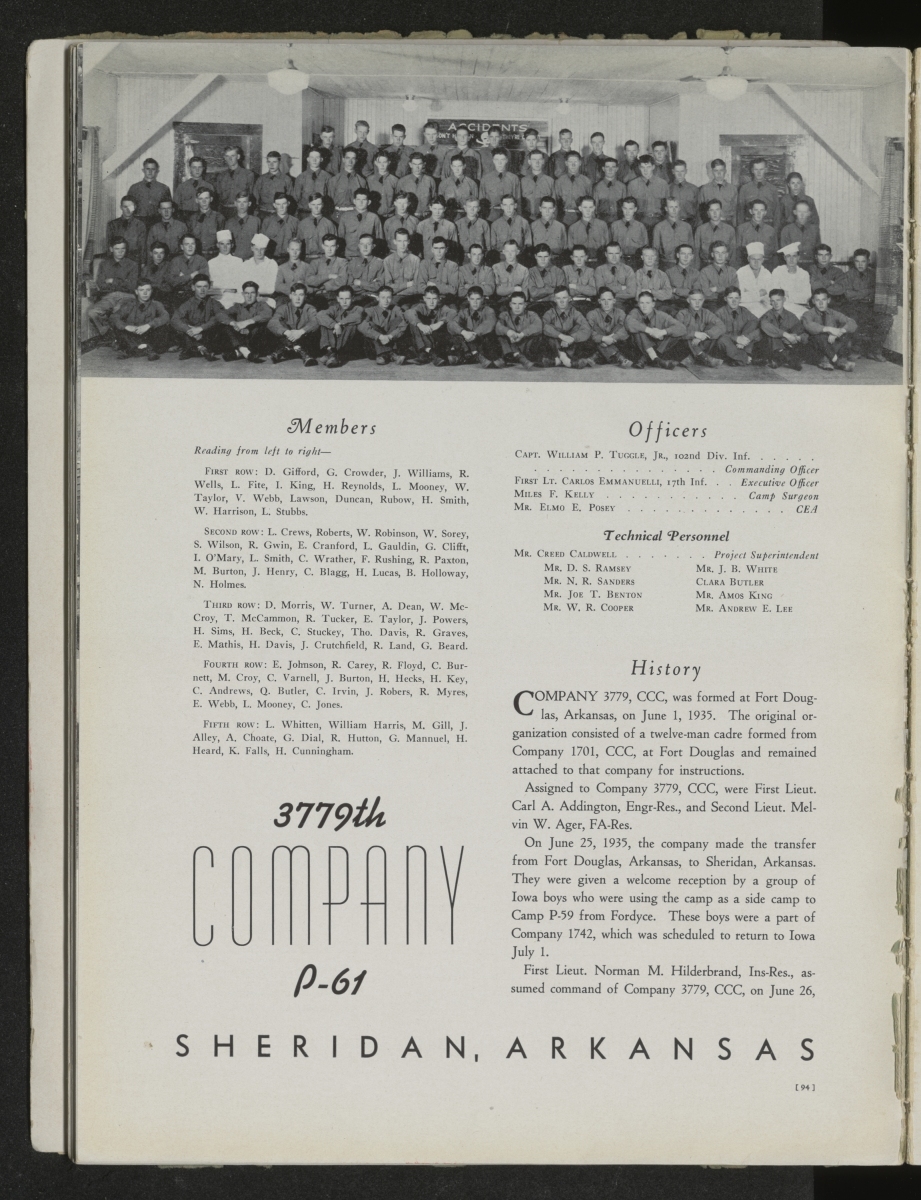 ACCIDENTS
Members
Reading from left to right—
First row: D. Gifford, G. Crowder, J. Williams, R.
Wells, L. Fite, I. King, H. Reynolds, L. Mooney, W.
Taylor, V. Webb, Lawson, Duncan, Rubow, H. Smith,
W. Harrison, L. Stubbs.
Second row: L. Crews, Roberts, W. Robinson, W. Sorey,
S. Wilson, R. Gwin, E. Cranford, L. Gauldin, G. Clifft,
I. O'Mary, L. Smith, C. Wrather, F. Rushing, R. Paxton,
M. Burton, J. Henry, C. Blagg, H. Lucas, B. Holloway,
N. Holmes.
Third row: D. Morris, W. Turner, A. Dean, W. Mc-
Croy, T. McCammon, R. Tucker, E. Taylor, J. Powers,
H. Sims, H. Beck, C. Stuckey, Tho. Davis, R. Graves,
E. Mathis, H. Davis, J. Crutchfield, R. Land, G. Beard.
Fourth row: E. Johnson, R. Carey, R. Floyd, C. Bur-
nett, M. Croy, C. Varnell, J. Burton, H. Hecks, H. Key,
C. Andrews, Q. Butler, C. Irvin, J. Robers, R. Myres,
E. Webb, L. Mooney, C. Jones.
Fifth row: L. Whitten, William Harris, M. Gill, J.
Alley, A. Choate, G. Dial, R. Hutton, G. Mannuel, H.
Heard, K. Falls, H. Cunningham.
3779th
COMPANY
P-61
Officers
Capt. William P. Tuggle, Jr., 102nd Div. Inf. . . . . .
. . . . . . . . . . . . . . . Commanding Officer
First Lt. Carlos Emmanuelli, 17th Inf. . . Executive Officer
Miles F. Kelly . . . . . . . . . . . Camp Surgeon
Mr. Elmo E. Posey . . . . . . . . . . . . . CEA
Technical Personnel
Mr. Creed Caldwell . . . . . . . Project Superintendent
Mr. D. S. Ramsey Mr. J. B. White
Mr. N. R. Sanders Clara Butler
Mr. Joe T. Benton Mr. Amos King
Mr. W. R. Cooper Mr. Andrew E. Lee
History
COMPANY 3779, CCC, was formed at Fort Doug-
las, Arkansas, on June 1, 1935. The original or-
ganization consisted of a twelve-man cadre formed from
Company 1701, CCC, at Fort Douglas and remained
attached to that company for instructions.
Assigned to Company 3779, CCC, were First Lieut.
Carl A. Addington, Engr-Res., and Second Lieut. Mel-
vin W. Ager, FA-Res.
On June 25, 1935, the company made the transfer
from Fort Douglas, Arkansas, to Sheridan, Arkansas.
They were given a welcome reception by a group of
Iowa boys who were using the camp as a side camp to
Camp P-59 from Fordyce. These boys were a part of
Company 1742, which was scheduled to return to Iowa
July 1.
First Lieut. Norman M. Hilderbrand, Ins-Res., as-
sumed command of Company 3779, CCC, on June 26,
SHERIDAN, ARKANSAS
[94]